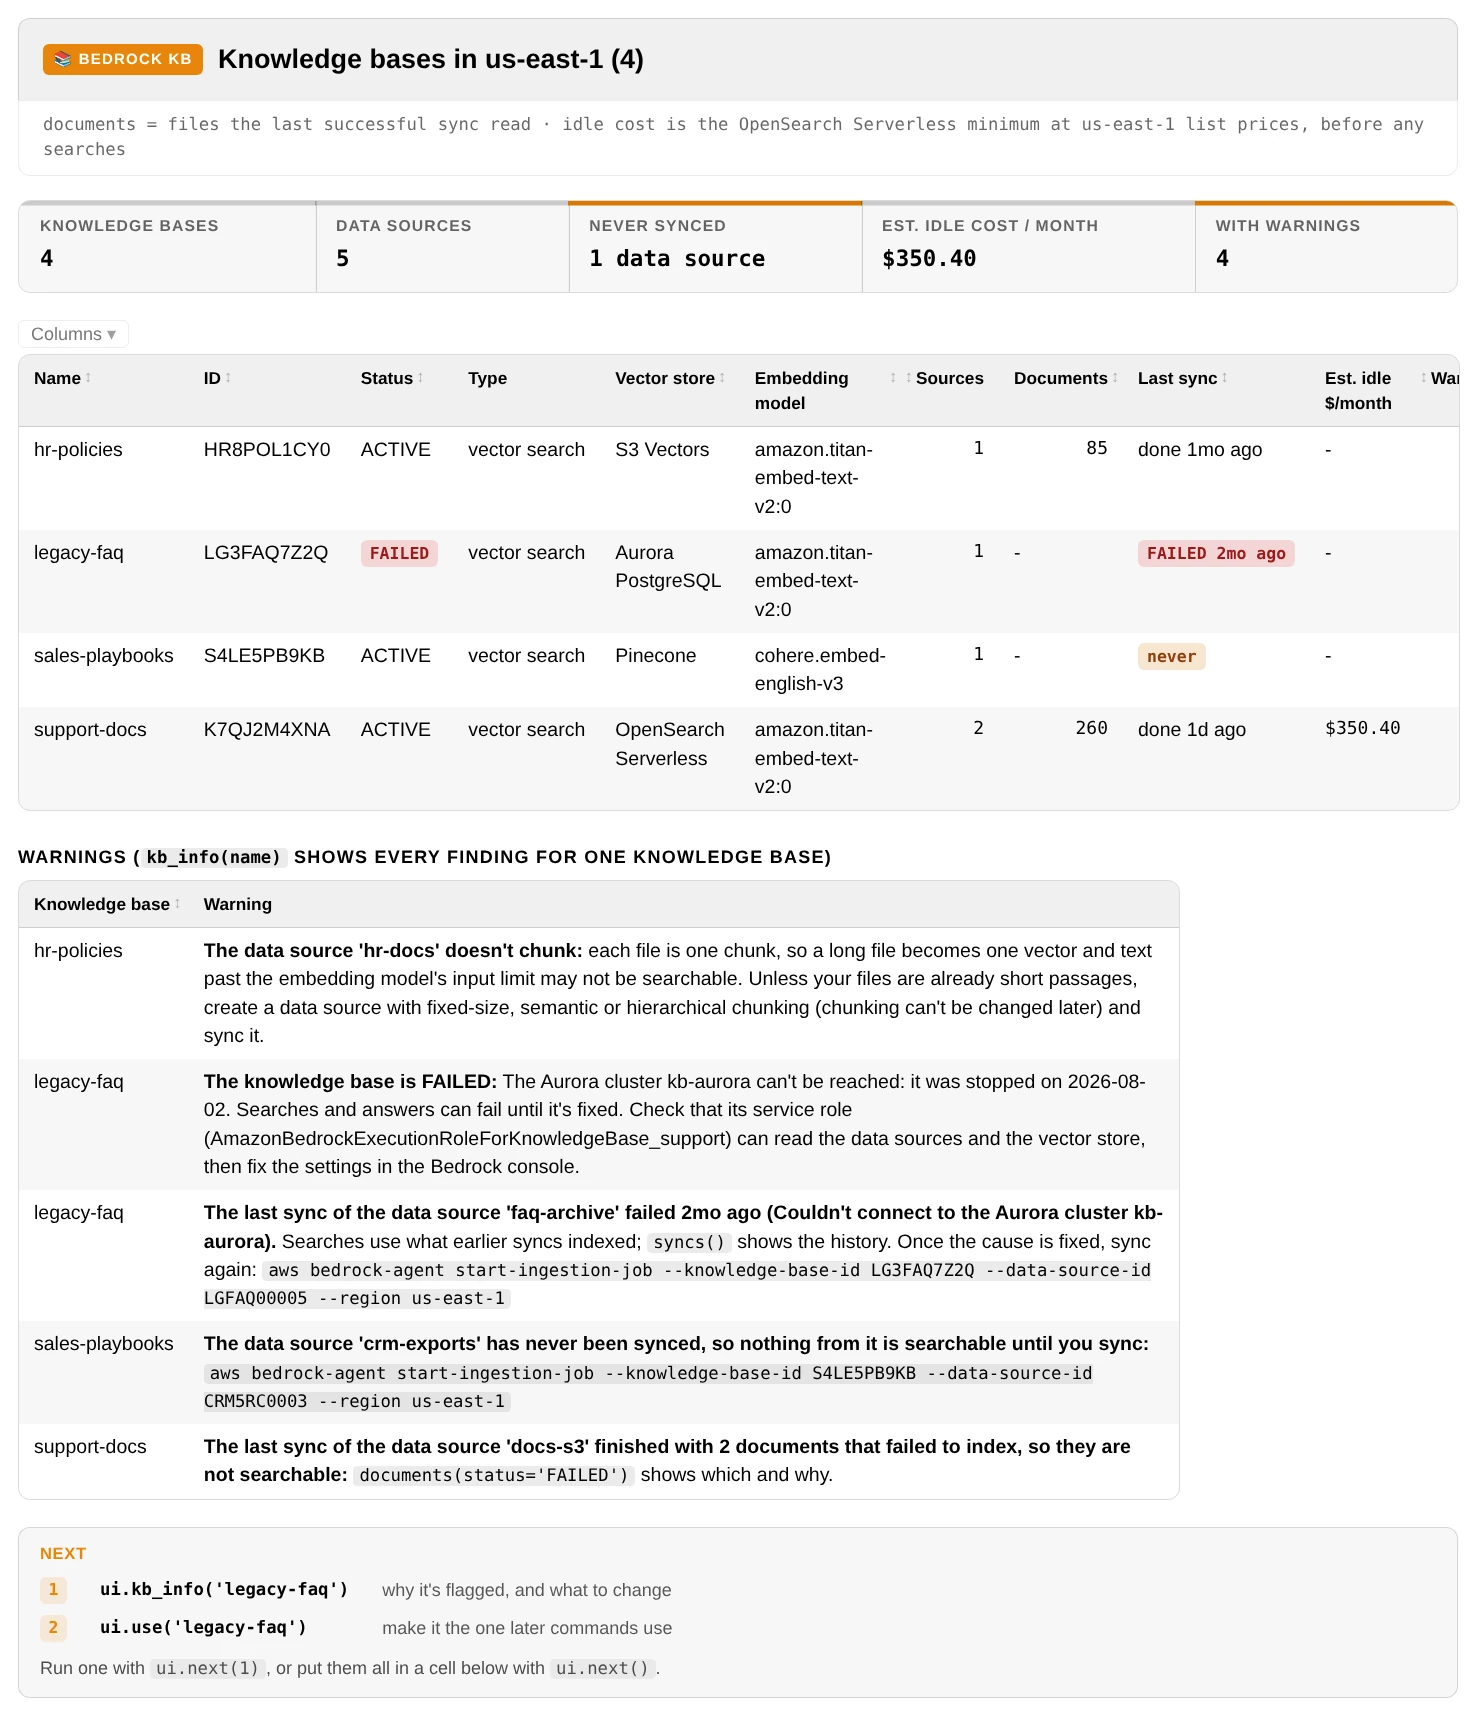 📚 BEDROCK KB Knowledge bases in us-east-1 (4)
documents = files the last successful sync read · idle cost is the OpenSearch Serverless minimum at us-east-1 list prices, before any
searches
KNOWLEDGE BASES DATA SOURCES NEVER SYNCED EST. IDLE COST / MONTH WITH WARNINGS
4 5 1 data source $350.40 4
Columns ▾
Name ↕ ID ↕ Status ↕ Type Vector store ↕ Embedding ↕ ↕ Sources Documents ↕ Last sync ↕ Est. idle ↕ War
model $/month
hr-policies HR8POL1CY0 ACTIVE vector search S3 Vectors amazon.titan- 1 85 done 1mo ago -
embed-text-
v2:0
legacy-faq LG3FAQ7Z2Q FAILED vector search Aurora amazon.titan- 1 - FAILED 2mo ago -
PostgreSQL embed-text-
v2:0
sales-playbooks S4LE5PB9KB ACTIVE vector search Pinecone cohere.embed- 1 - never -
english-v3
support-docs K7QJ2M4XNA ACTIVE vector search OpenSearch amazon.titan- 2 260 done 1d ago $350.40
Serverless embed-text-
v2:0
WARNINGS (kb_info(name) SHOWS EVERY FINDING FOR ONE KNOWLEDGE BASE)
Knowledge base ↕ Warning
hr-policies The data source 'hr-docs' doesn't chunk: each file is one chunk, so a long file becomes one vector and text
past the embedding model's input limit may not be searchable. Unless your files are already short passages,
create a data source with fixed-size, semantic or hierarchical chunking (chunking can't be changed later) and
sync it.
legacy-faq The knowledge base is FAILED: The Aurora cluster kb-aurora can't be reached: it was stopped on 2026-08-
02. Searches and answers can fail until it's fixed. Check that its service role
(AmazonBedrockExecutionRoleForKnowledgeBase_support) can read the data sources and the vector store,
then fix the settings in the Bedrock console.
legacy-faq The last sync of the data source 'faq-archive' failed 2mo ago (Couldn't connect to the Aurora cluster kb-
aurora). Searches use what earlier syncs indexed; syncs() shows the history. Once the cause is fixed, sync
again: aws bedrock-agent start-ingestion-job --knowledge-base-id LG3FAQ7Z2Q --data-source-id
LGFAQ00005 --region us-east-1
sales-playbooks The data source 'crm-exports' has never been synced, so nothing from it is searchable until you sync:
aws bedrock-agent start-ingestion-job --knowledge-base-id S4LE5PB9KB --data-source-id
CRM5RC0003 --region us-east-1
support-docs The last sync of the data source 'docs-s3' finished with 2 documents that failed to index, so they are
not searchable: documents(status='FAILED') shows which and why.
NEXT
1 ui.kb_info('legacy-faq') why it's flagged, and what to change
2 ui.use('legacy-faq') make it the one later commands use
Run one with ui.next(1), or put them all in a cell below with ui.next().